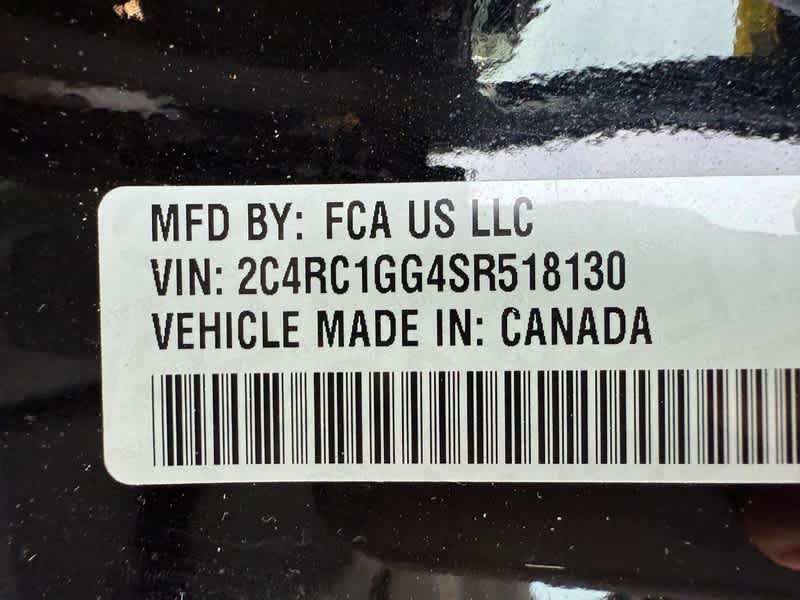 MFD BY: FCA US LLC
VIN: 2C4RC1GG4SR518130
VEHICLE MADE IN: CANADA